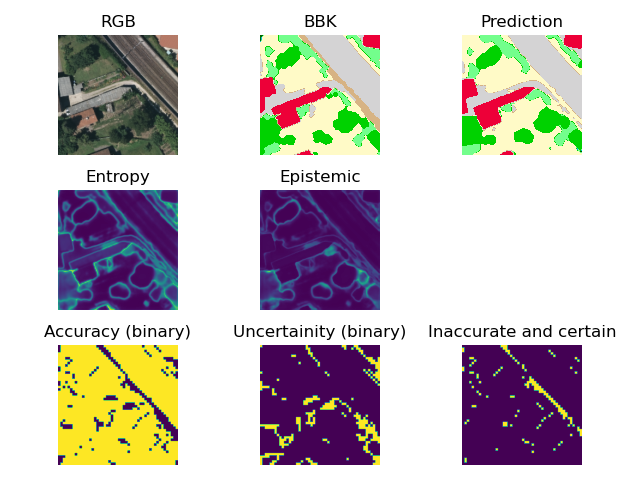 RGB
BBK
Prediction
Entropy
Epistemic
Accuracy (binary)
Uncertainity (binary)
Inaccurate and certain